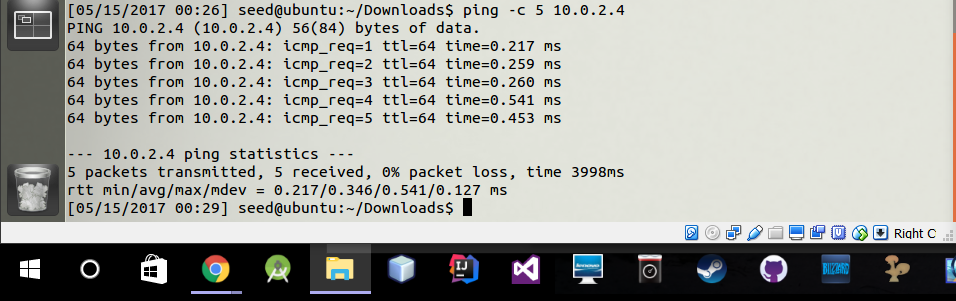 [05/15/2017 00:26] seed@ubuntu:~/Downloads$ ping -c 5 10.0.2.4
PING 10.0.2.4 (10.0.2.4) 56(84) bytes of data.
64 bytes from 10.0.2.4: icmp_req=1 ttl=64 time=0.217 ms
64 bytes from 10.0.2.4: icmp_req=2 ttl=64 time=0.259 ms
64 bytes from 10.0.2.4: icmp_req=3 ttl=64 time=0.260 ms
64 bytes from 10.0.2.4: icmp_req=4 ttl=64 time=0.541 ms
64 bytes from 10.0.2.4: icmp_req=5 ttl=64 time=0.453 ms
--- 10.0.2.4 ping statistics ---
5 packets transmitted, 5 received, 0% packet loss, time 3998ms
rtt min/avg/max/mdev = 0.217/0.346/0.541/0.127 ms
[05/15/2017 00:29] seed@ubuntu:~/Downloads$
Right C
IJ
BLIZZARD